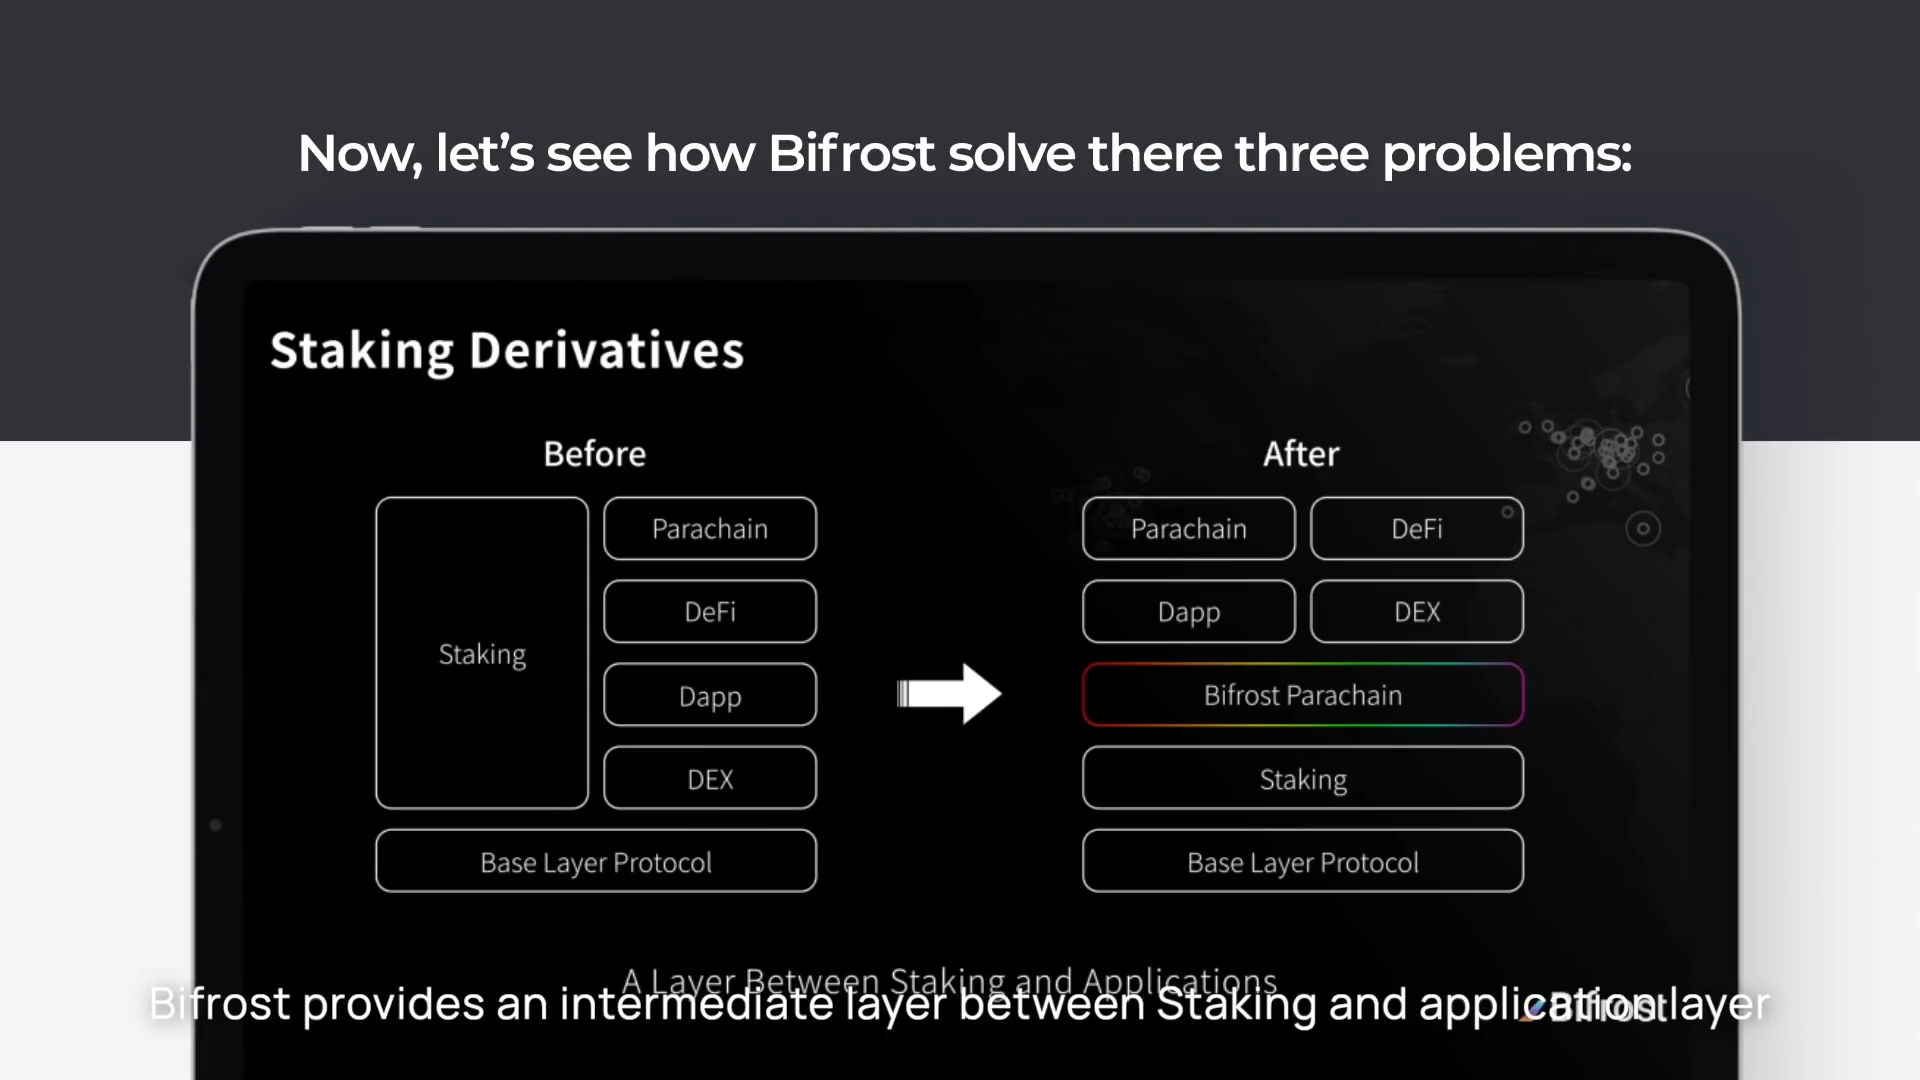 Now, let's see how Bifrost solve there three problems:
Staking Derivatives
Before
Staking
Parachain
DeFi
Dapp
DEX
Base Layer Protocol
After
Parachain
DeFi
Dapp
DEX
Bifrost Parachain
Staking
Base Layer Protocol
A Layer Between Staking and Applications
Bifrost provides an intermediate layer between Staking and application layer
Bifrost